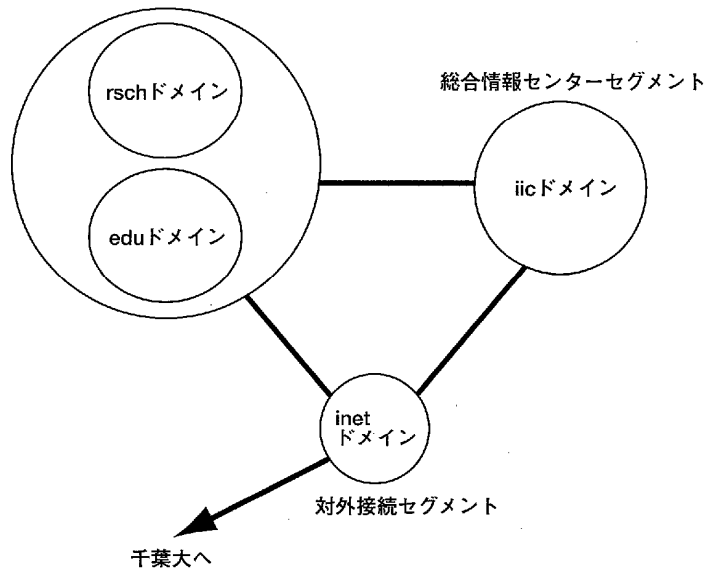 rschドメイン
総合情報センターセグメント
iicドメイン
eduドメイン
inet
ドメイン
対外接続セグメント
千葉大へ